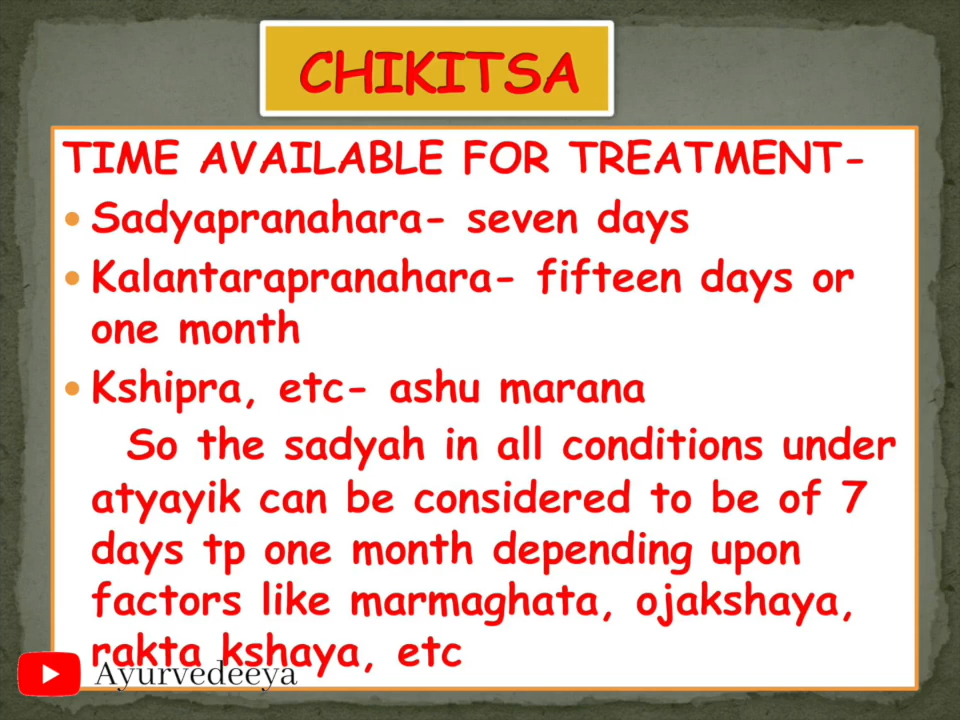 CHIKITSA
TIME AVAILABLE FOR TREATMENT-
Sadyapranahara- seven days
Kalantarapranahara- fifteen days or
one month
Kshipra, etc- ashu marana
So the sadyah in all conditions under
atyayik can be considered to be of 7
days tp one month depending upon
factors like marmaghata, ojakshaya,
rakta kshaya, etc
Ayurvedeeya